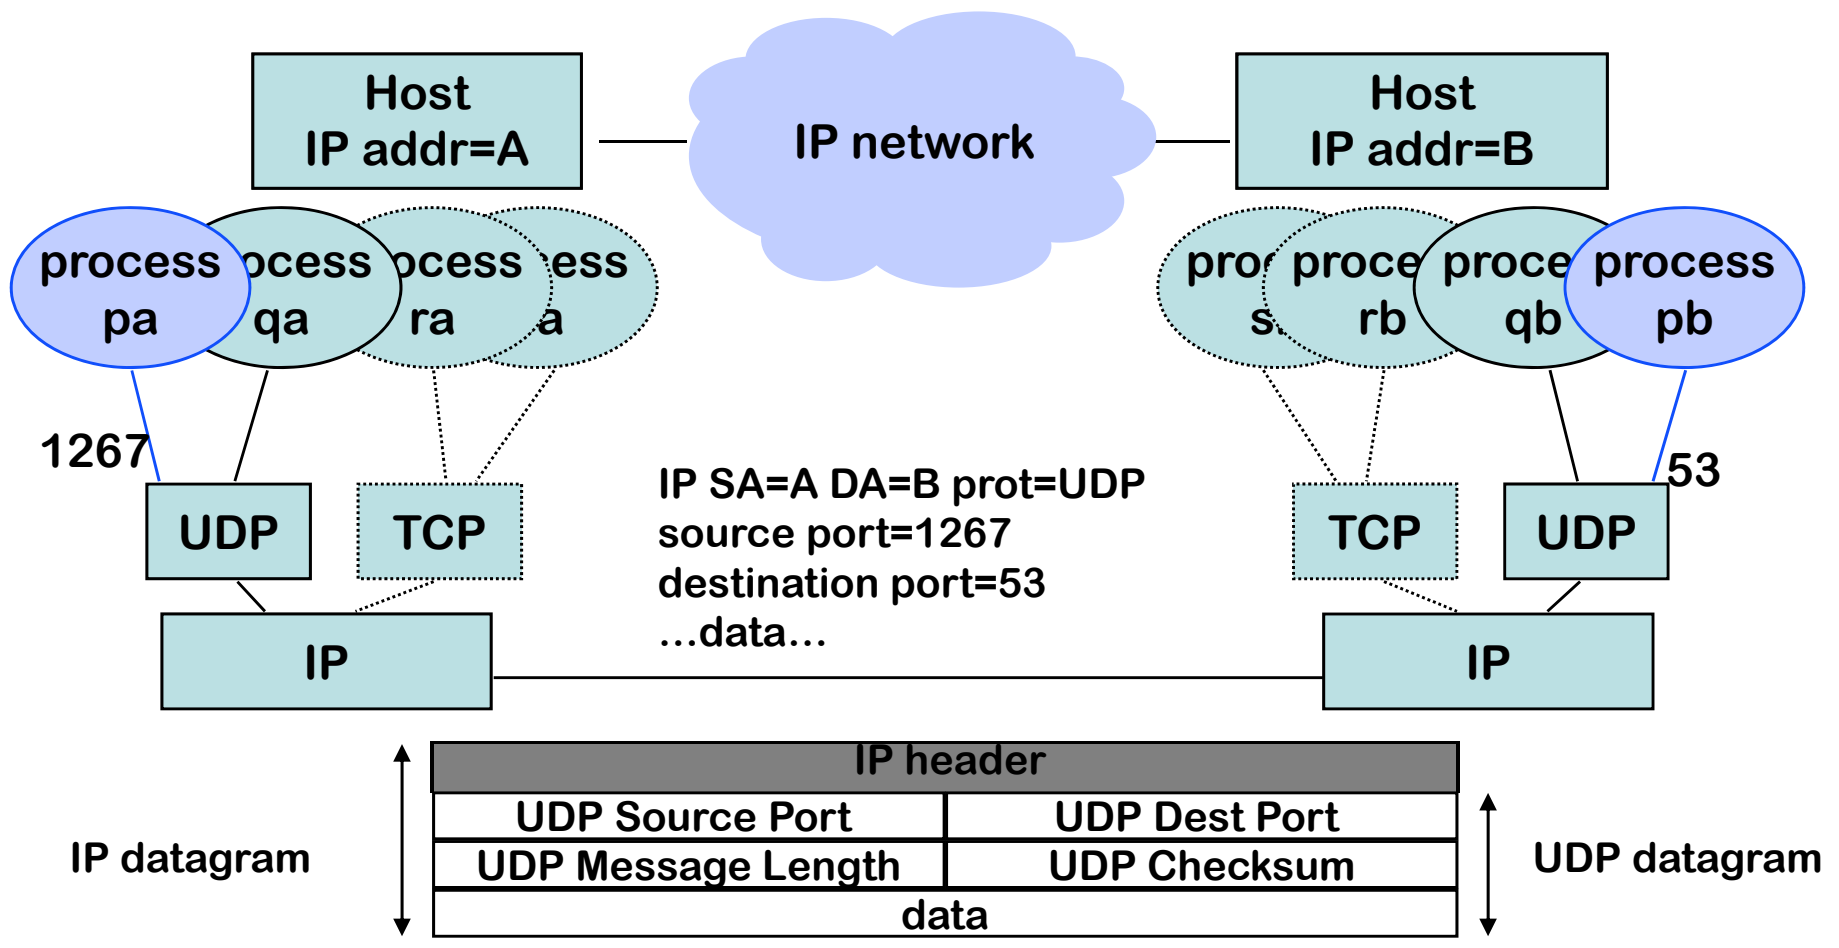 Host
IP addr=A
IP network
Host
IP addr=B
process
pa
ocess
qa
ocess
ra
ess
a
pro
s
proce
rb
proce
qb
process
pb
1267
53
UDP
TCP
IP SA=A DA=B prot=UDP
source port=1267
destination port=53
...data...
TCP
UDP
IP
IP
IP header
UDP Source Port
UDP Dest Port
IP datagram
UDP Message Length
UDP Checksum
UDP datagram
data